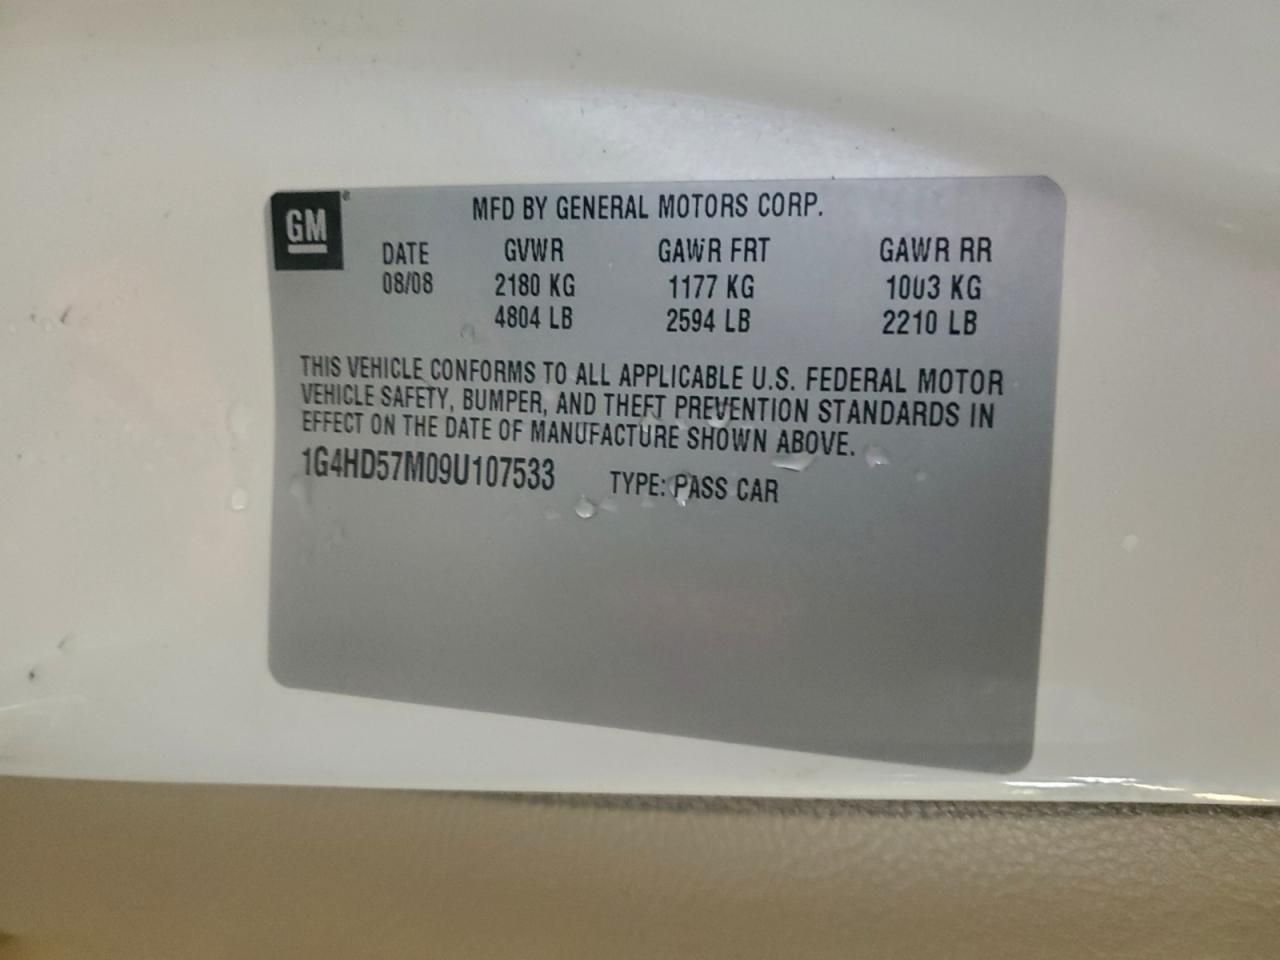 GM ®
MFD BY GENERAL MOTORS CORP.
DATE GVWR GAWR FRT GAWR RR
08/08 2180 KG 1177 KG 1003 KG
4804 LB 2594 LB 2210 LB
THIS VEHICLE CONFORMS TO ALL APPLICABLE U.S. FEDERAL MOTOR
VEHICLE SAFETY, BUMPER, AND THEFT PREVENTION STANDARDS IN
EFFECT ON THE DATE OF MANUFACTURE SHOWN ABOVE.
1G4HD57M09U107533 TYPE: PASS CAR